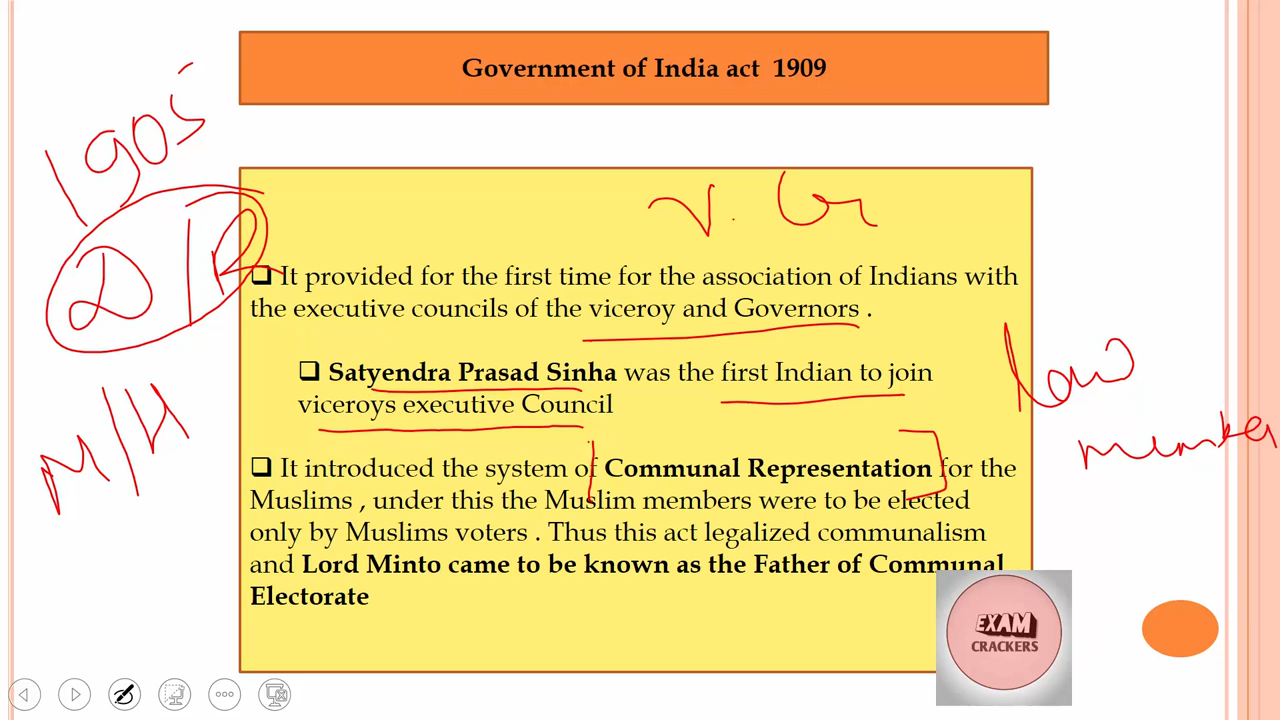 Government of India act 1909
1905
D/R
M/H
V. Gr
❑ It provided for the first time for the association of Indians with
the executive councils of the viceroy and Governors .
❑ Satyendra Prasad Sinha was the first Indian to join
viceroys executive Council
law
member
❑ It introduced the system of Communal Representation for the
Muslims , under this the Muslim members were to be elected
only by Muslims voters . Thus this act legalized communalism
and Lord Minto came to be known as the Father of Communal
Electorate
EXAM
CRACKERS